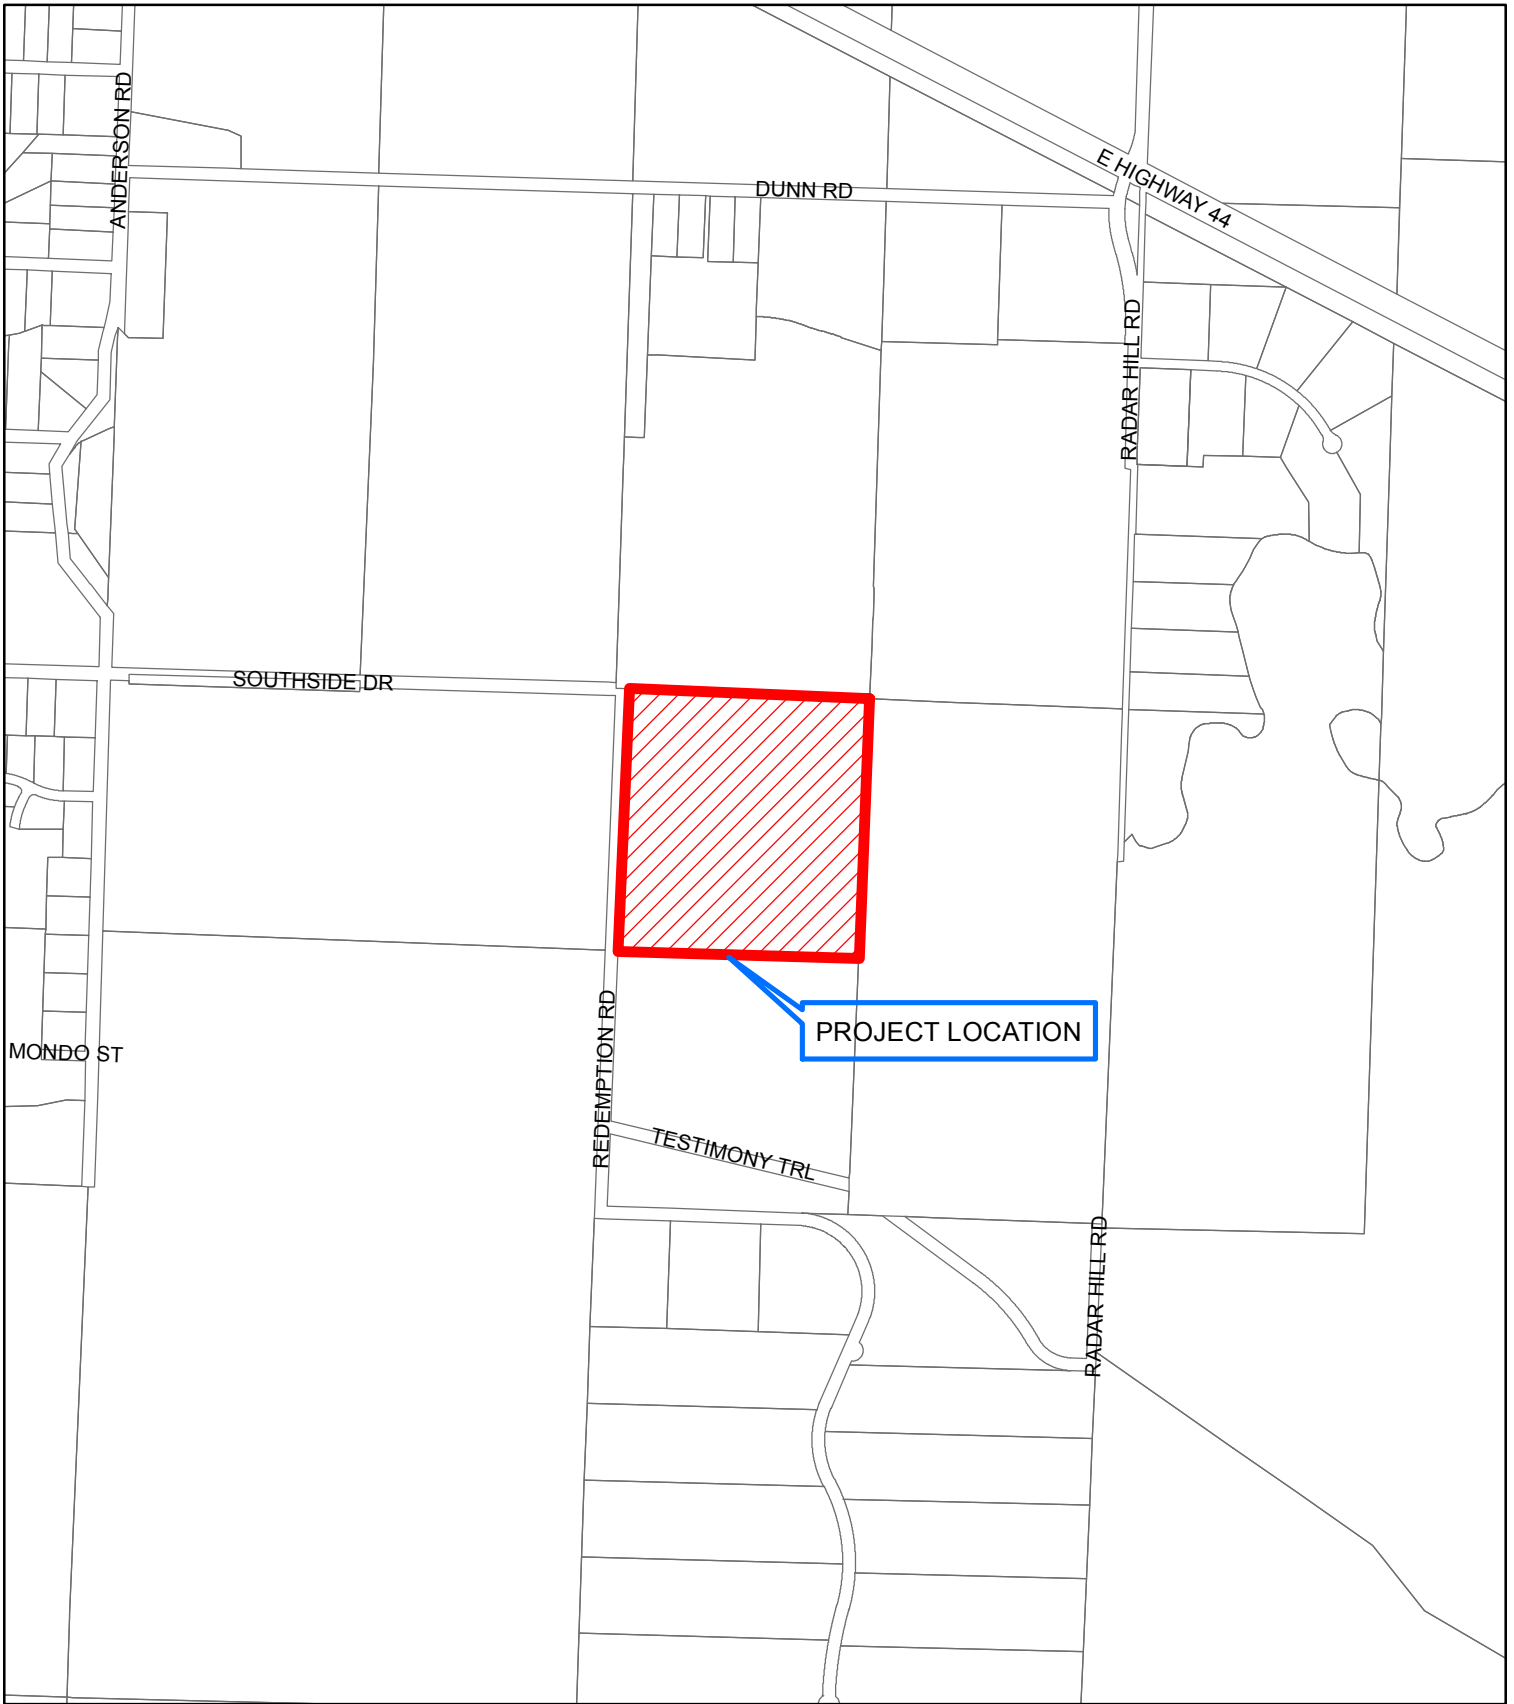 ANDERSON RD
E HIGHWAY 44
DUNN RD
RADAR HILL RD
SOUTHSIDE DR
PROJECT LOCATION
REDEMPTION RD
MONDO ST
TESTIMONY TRL
RADAR HILL RD